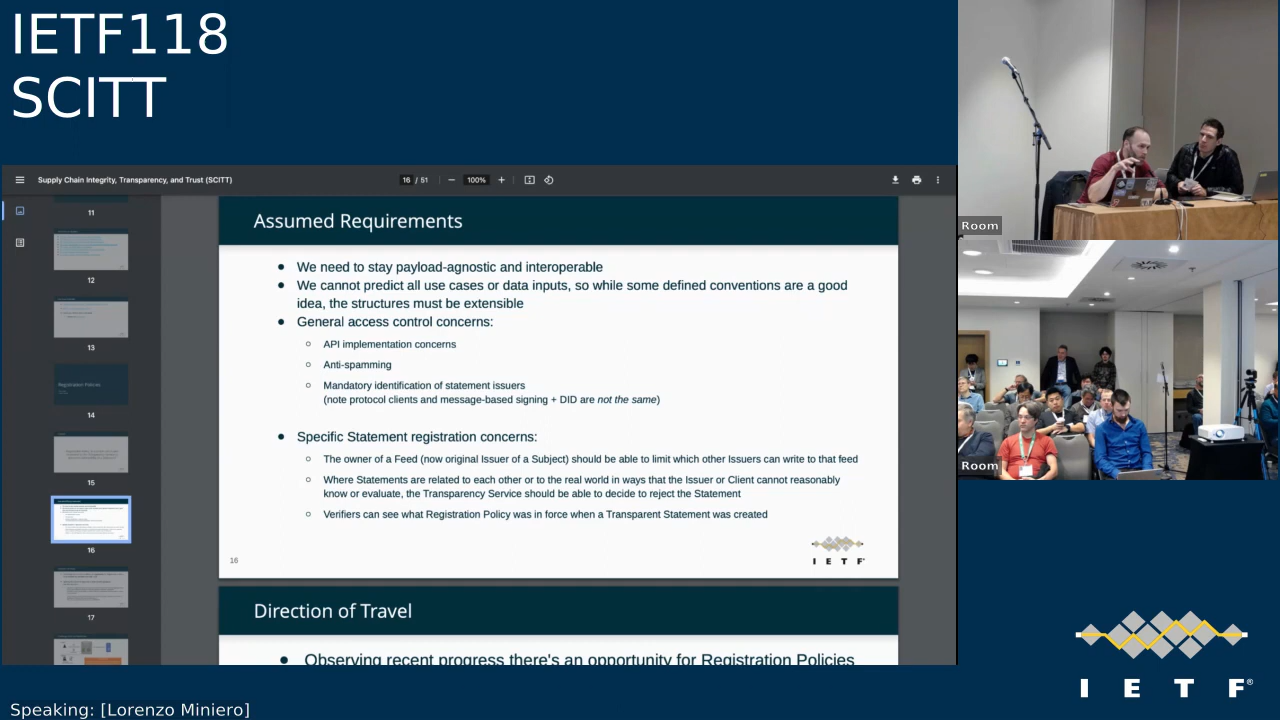 IETF118
SCITT
Supply Chain Integrity, Transparency, and Trust (SCITT)
16 / 51
100%
11
12
13
Registration Policies
14
15
16
17
Assumed Requirements
We need to stay payload-agnostic and interoperable
We cannot predict all use cases or data inputs, so while some defined conventions are a good
idea, the structures must be extensible
General access control concerns:
API implementation concerns
Anti-spamming
Mandatory identification of statement issuers
(note protocol clients and message-based signing + DID are not the same)
Specific Statement registration concerns:
The owner of a Feed (now original Issuer of a Subject) should be able to limit which other Issuers can write to that feed
Where Statements are related to each other or to the real world in ways that the Issuer or Client cannot reasonably
know or evaluate, the Transparency Service should be able to decide to reject the Statement
Verifiers can see what Registration Policy was in force when a Transparent Statement was created
16
I E T F
Direction of Travel
Observing recent progress there's an opportunity for Registration Policies
Room
Room
I E T F®
Speaking: [Lorenzo Miniero]